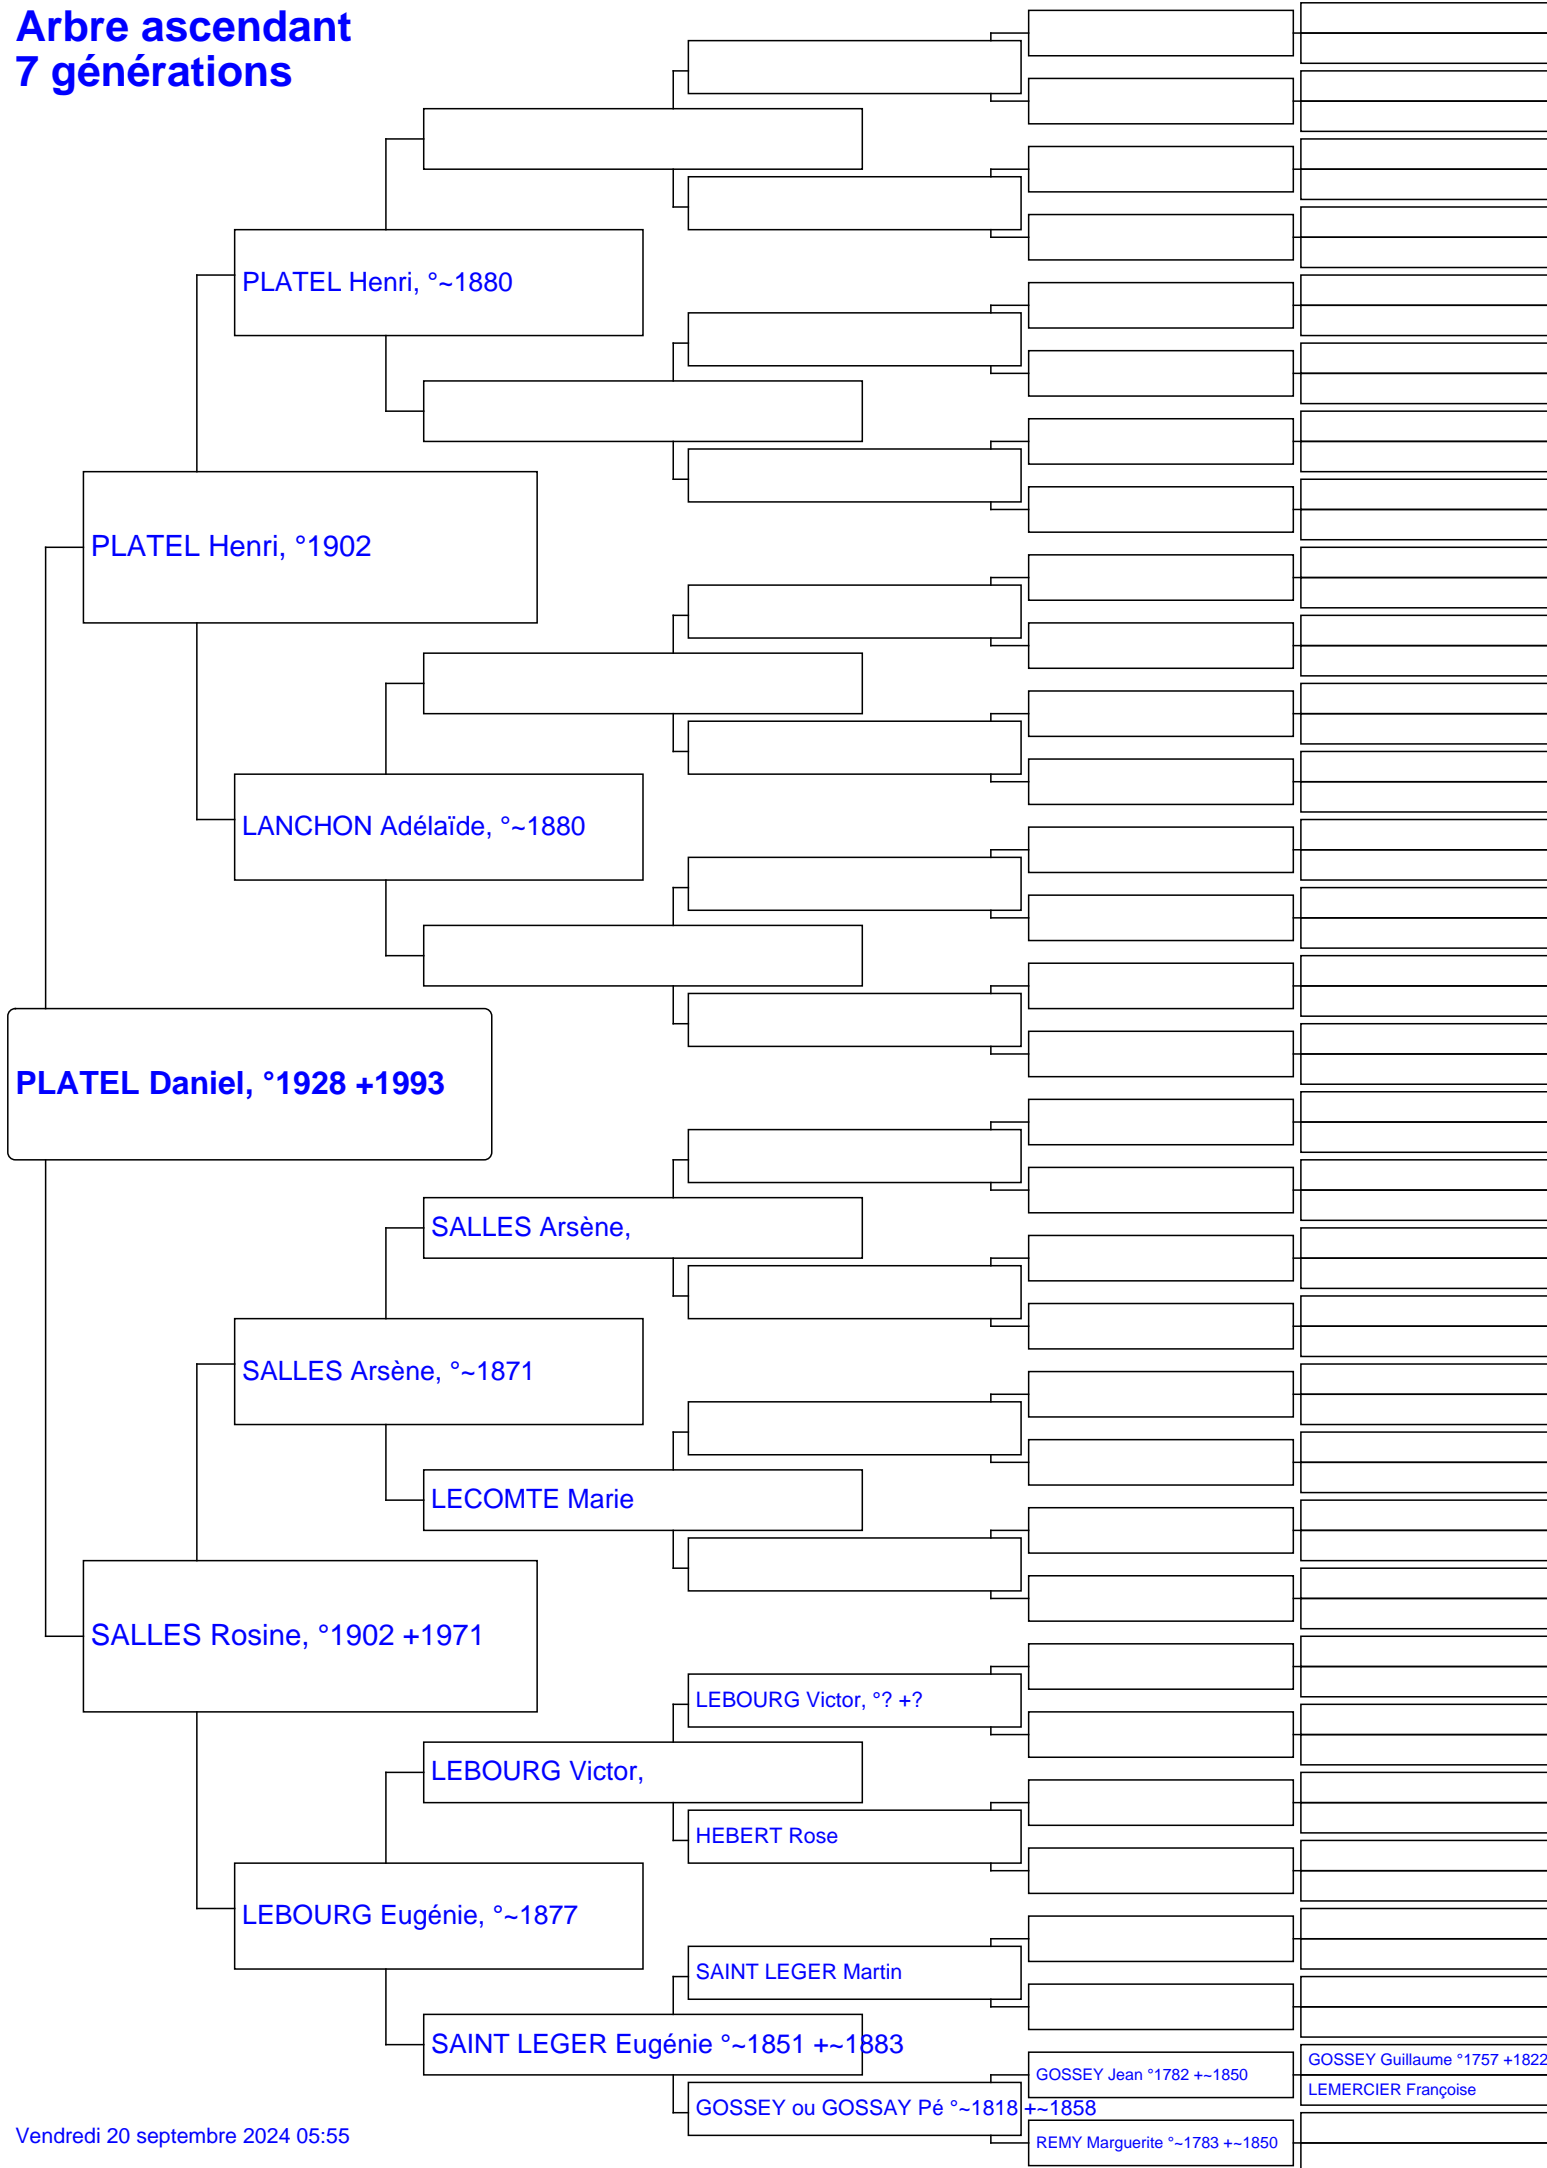 Arbre ascendant
7 générations
PLATEL Henri, °~1880
PLATEL Henri, °1902
LANCHON Adélaïde, °~1880
PLATEL Daniel, °1928 +1993
SALLES Arsène,
SALLES Arsène, °~1871
LECOMTE Marie
SALLES Rosine, °1902 +1971
LEBOURG Victor, °? +?
LEBOURG Victor,
HEBERT Rose
LEBOURG Eugénie, °~1877
SAINT LEGER Martin
SAINT LEGER Eugénie °~1851 +~1883
GOSSEY Guillaume °1757 +1822
GOSSEY Jean °1782 +~1850
LEMERCIER Françoise
GOSSEY ou GOSSAY Pé °~1818 +~1858
REMY Marguerite °~1783 +~1850
Vendredi 20 septembre 2024 05:55